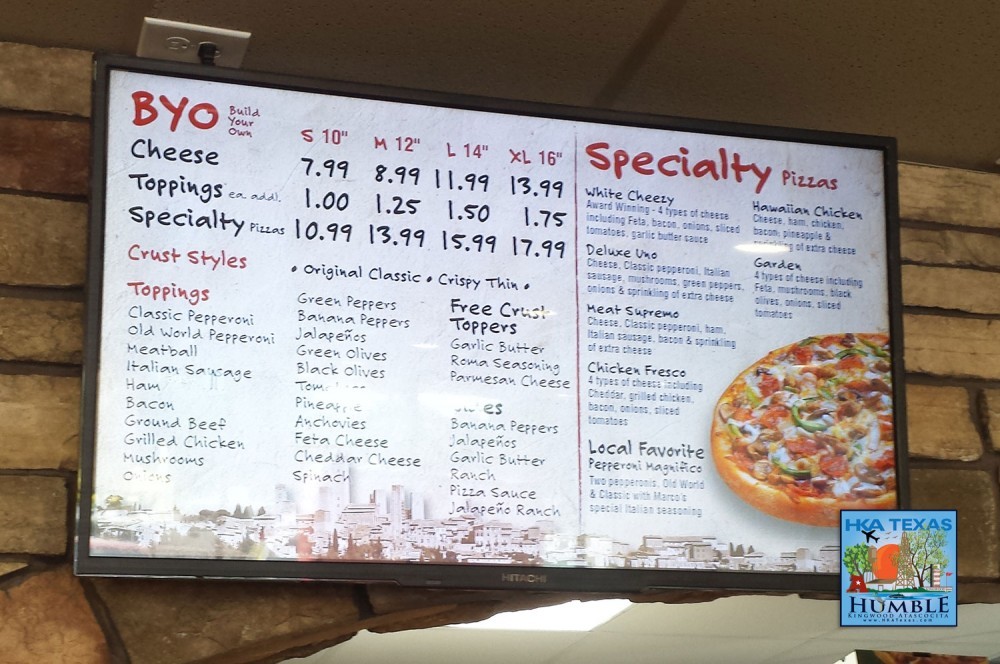 BYO Build
Your
Own
S 10" M 12" L 14" XL 16"
Cheese 7.99 8.99 11.99 13.99
Toppings ea. addl. 1.00 1.25 1.50 1.75
Specialty Pizzas 10.99 13.99 15.99 17.99
Crust Styles • Original Classic • Crispy Thin •
Toppings
Classic Pepperoni
Old World Pepperoni
Meatball
Italian Sausage
Ham
Bacon
Ground Beef
Grilled Chicken
Mushrooms
Onions
Green Peppers
Banana Peppers
Jalapeños
Green Olives
Black Olives
Pineapple
Anchovies
Feta Cheese
Cheddar Cheese
Spinach
Free Crust
Toppers
Garlic Butter
Roma Seasoning
Parmesan Cheese
Banana Peppers
Jalapeños
Garlic Butter
Ranch
Pizza Sauce
Jalapeño Ranch
Specialty Pizzas
White Cheezy
Award Winning - 4 types of cheese
including Feta, bacon, onions, sliced
tomatoes, garlic butter sauce
Deluxe Uno
Cheese, Classic pepperoni, Italian
sausage, mushrooms, green peppers,
onions & sprinkling of extra cheese
Meat Supremo
Cheese, Classic pepperoni, ham,
Italian sausage, bacon & sprinkling
of extra cheese
Chicken Fresco
4 types of cheese including
Cheddar, grilled chicken,
bacon, onions, sliced
tomatoes
Local Favorite
Pepperoni Magnifico
Two pepperonis, Old World
& Classic with Marco's
special Italian seasoning
Hawaiian Chicken
Cheese, ham, chicken,
bacon, pineapple &
sprinkling of extra cheese
Garden
4 types of cheese including
Feta, mushrooms, black
olives, onions, sliced
tomatoes
HITACHI
HKA TEXAS
HUMBLE
KINGWOOD ATASCOCITA
www.HKATexas.com